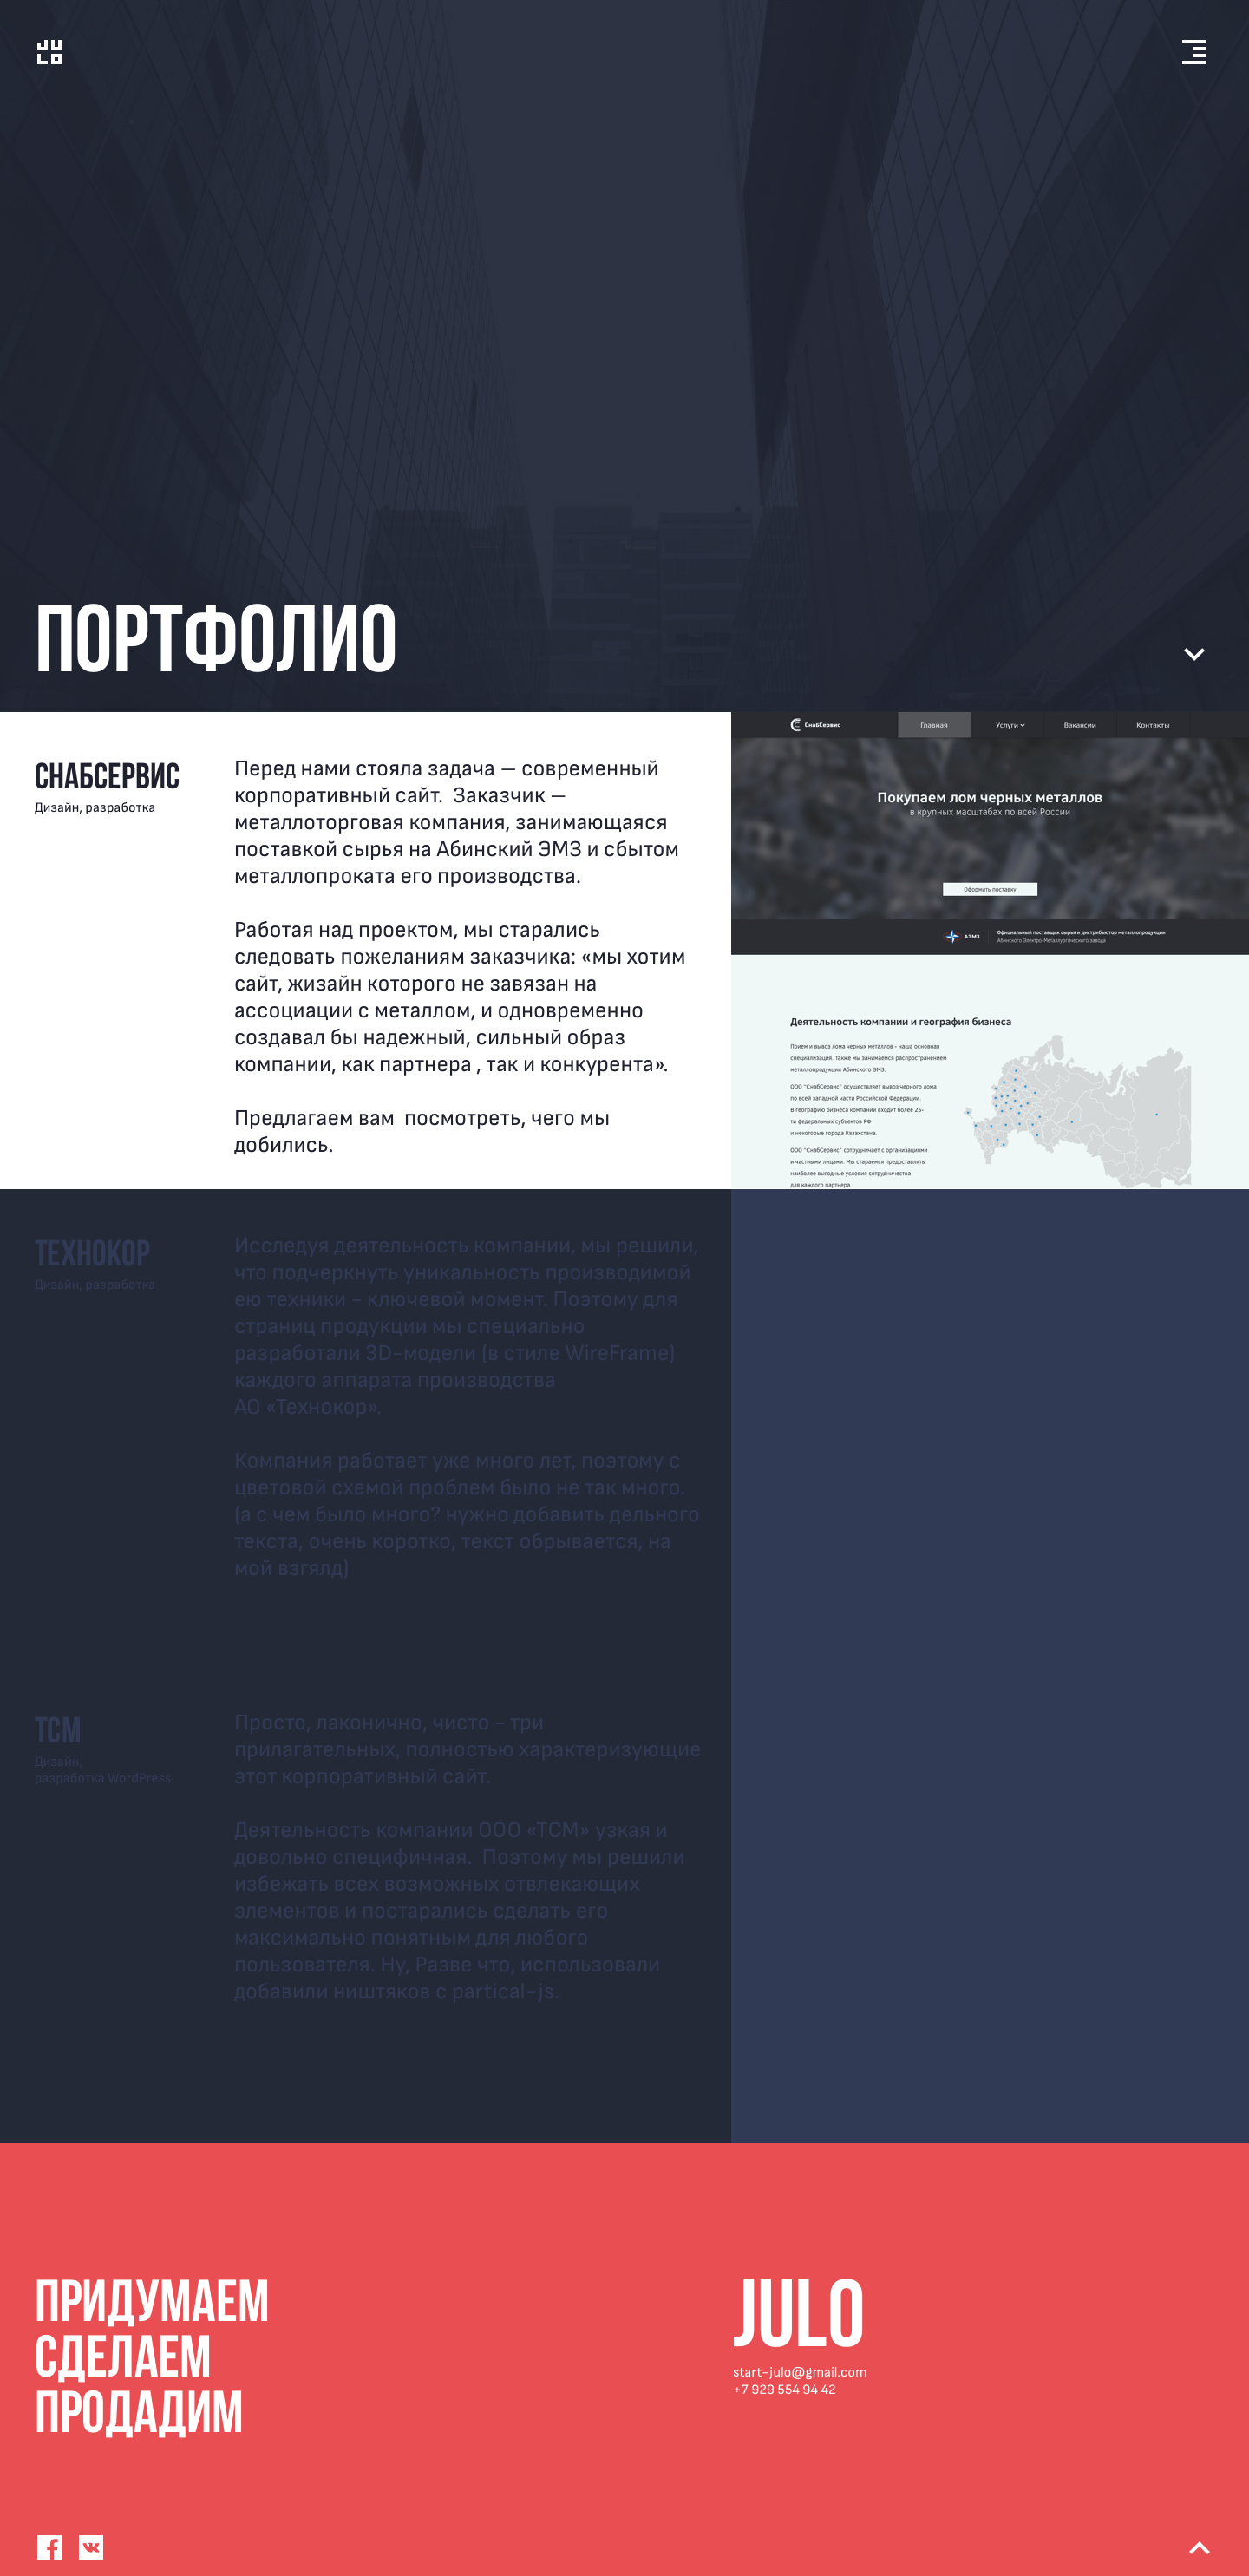 JU
LO
ПОРТФОЛИО
СНАБСЕРВИС
Дизайн, разработка
Перед нами стояла задача — современный
корпоративный сайт.  Заказчик —
металлоторговая компания, занимающаяся
поставкой сырья на Абинский ЭМЗ и сбытом
металлопроката его производства.
Работая над проектом, мы старались
следовать пожеланиям заказчика: «мы хотим
сайт, жизайн которого не завязан на
ассоциации с металлом, и одновременно
создавал бы надежный, сильный образ
компании, как партнера , так и конкурента».
Предлагаем вам  посмотреть, чего мы
добились.
СнабСервис
Главная
Услуги
Вакансии
Контакты
Покупаем лом черных металлов
в крупных масштабах по всей России
Оформить поставку
АЭМЗ
Официальный поставщик сырья и дистрибьютор металлопродукции
Абинского Электро-Металлургического завода
Деятельность компании и география бизнеса
Прием и вывоз лома черных металлов - наша основная
специализация. Также мы занимаемся распространением
металлопродукции Абинского ЭМЗ.
ООО "СнабСервис" осуществляет вывоз черного лома
по всей западной части Российской Федерации.
В географию бизнеса компании входит более 25-
ти федеральных субъектов РФ
и некоторые города Казахстана.
ООО "СнабСервис" сотрудничает с организациями
и частными лицами. Мы стараемся предоставлять
наиболее выгодные условия сотрудничества
для каждого партнера.
ТЕХНОКОР
Дизайн, разработка
Исследуя деятельность компании, мы решили,
что подчеркнуть уникальность производимой
ею техники - ключевой момент. Поэтому для
страниц продукции мы специально
разработали 3D-модели (в стиле WireFrame)
каждого аппарата производства
АО «Технокор».
Компания работает уже много лет, поэтому с
цветовой схемой проблем было не так много.
(а с чем было много? нужно добавить дельного
текста, очень коротко, текст обрывается, на
мой взгялд)
ТСМ
Дизайн,
разработка WordPress
Просто, лаконично, чисто - три
прилагательных, полностью характеризующие
этот корпоративный сайт.
Деятельность компании ООО «ТСМ» узкая и
довольно специфичная.  Поэтому мы решили
избежать всех возможных отвлекающих
элементов и постарались сделать его
максимально понятным для любого
пользователя. Ну, Разве что, использовали
добавили ништяков с partical-js.
ПРИДУМАЕМ
СДЕЛАЕМ
ПРОДАДИМ
JULO
start-julo@gmail.com
+7 929 554 94 42